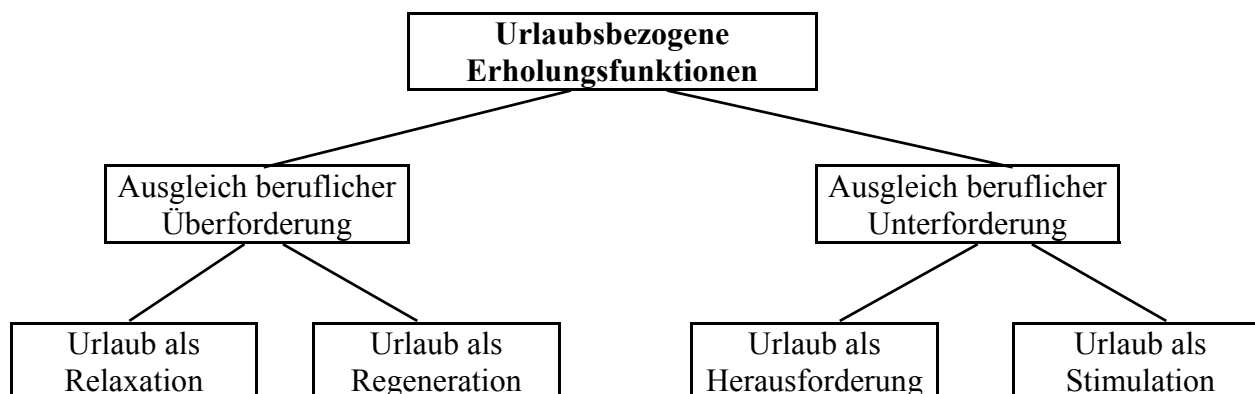 Urlaubsbezogene
Erholungsfunktionen
Ausgleich beruflicher
Überforderung
Ausgleich beruflicher
Unterforderung
Urlaub als
Relaxation
Urlaub als
Regeneration
Urlaub als
Herausforderung
Urlaub als
Stimulation